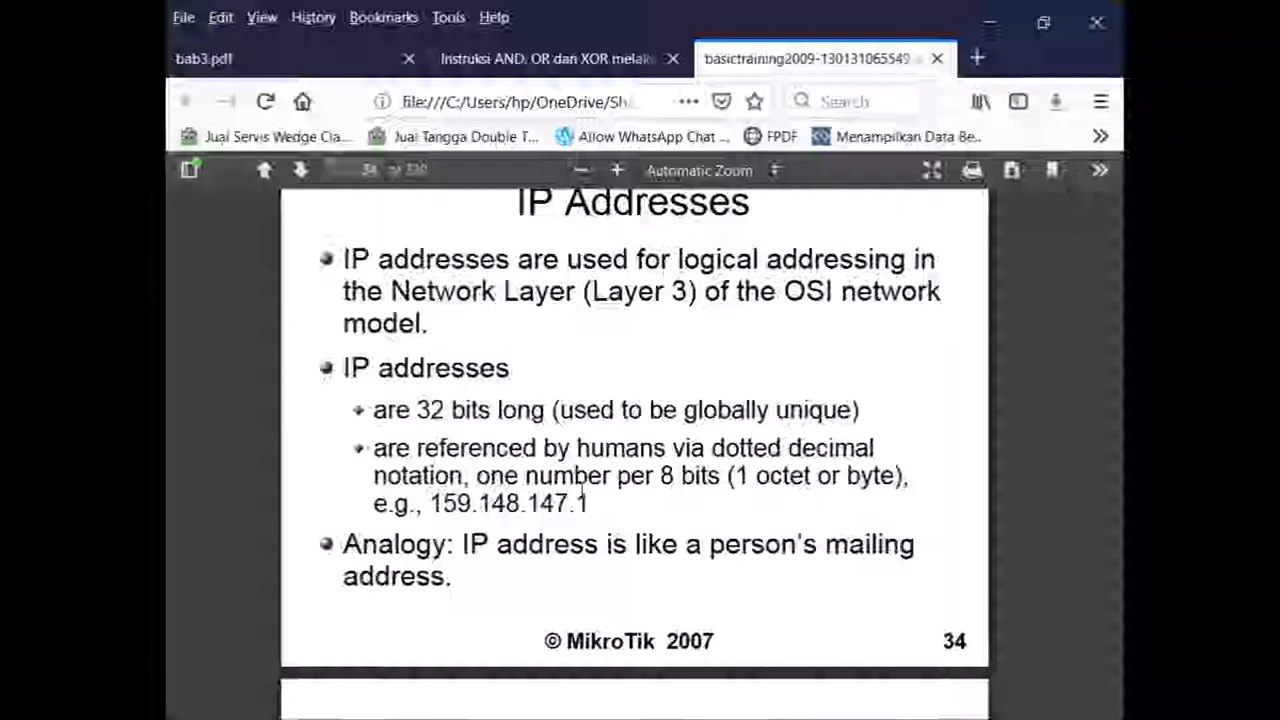 File Edit View History Bookmarks Tools Help
bab3.pdf
Instruksi AND, OR dan XOR melak
basictraining2009-130131065549
file:///C:/Users/hp/OneDrive/Sh
Search
Jual Servis Wedge Cla...
Jual Tangga Double T...
Allow WhatsApp Chat ...
FPDF
Menampilkan Data Be..
34
Automatic Zoom
IP Addresses
IP addresses are used for logical addressing in
the Network Layer (Layer 3) of the OSI network
model.
IP addresses
are 32 bits long (used to be globally unique)
are referenced by humans via dotted decimal
notation, one number per 8 bits (1 octet or byte),
e.g., 159.148.147.1
Analogy: IP address is like a person's mailing
address.
© MikroTik 2007
34